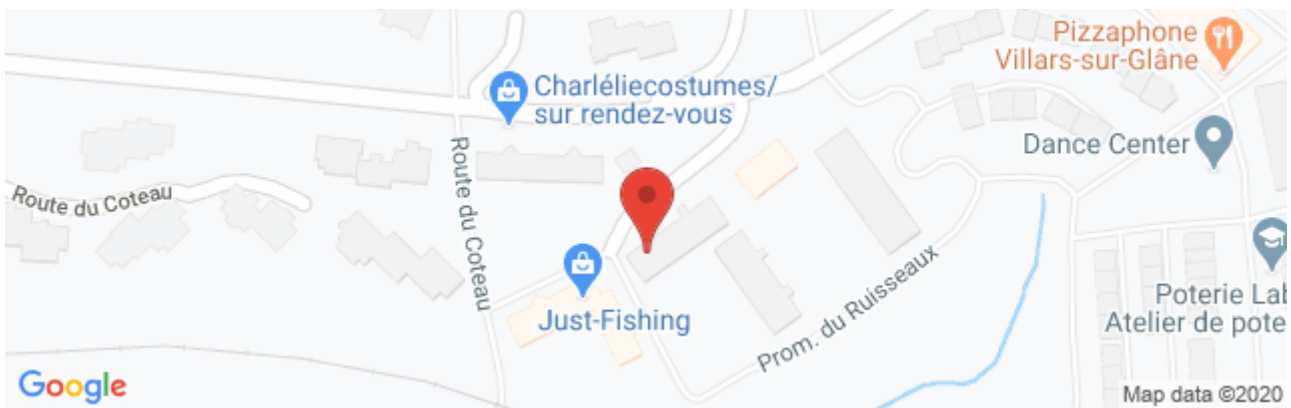 Pizzaphone
Villars-sur-Glâne
Charléliecostumes/
sur rendez-vous
Dance Center
Route du Coteau
Route du Coteau
Just-Fishing
Prom. du Ruisseaux
Poterie Lab
Atelier de pote
Google
Map data ©2020